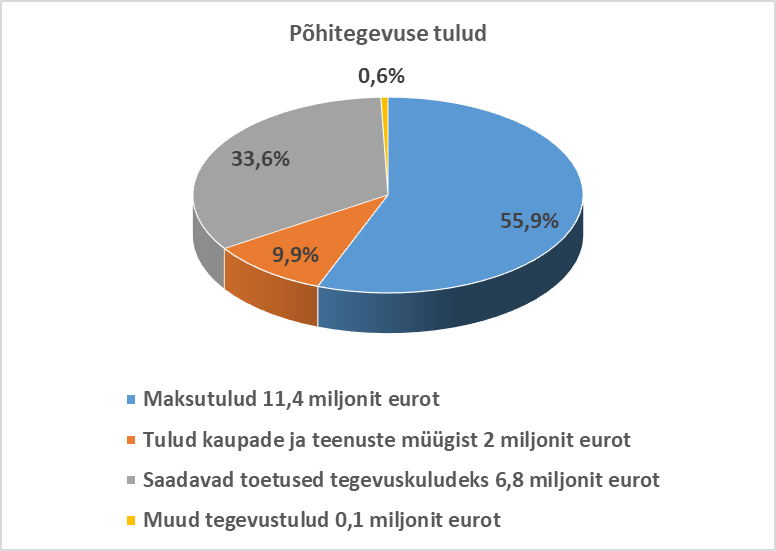 Põhitegevuse tulud
0,6%
33,6%
55,9%
9,9%
Maksutulud 11,4 miljonit eurot
Tulud kaupade ja teenuste müügist 2 miljonit eurot
Saadavad toetused tegevuskuludeks 6,8 miljonit eurot
Muud tegevustulud 0,1 miljonit eurot